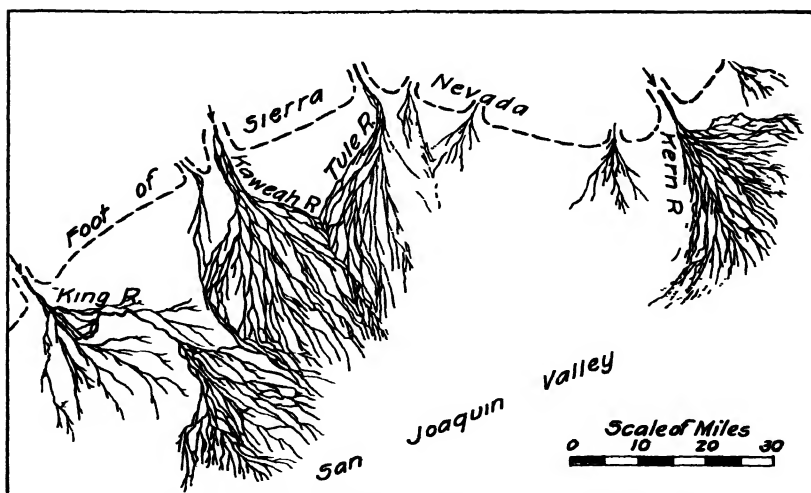 Foot of Sierra Nevada
King R.
Kaweah R.
Tule R.
Kern R
San Joaquin Valley
Scale of Miles
0 10 20 30